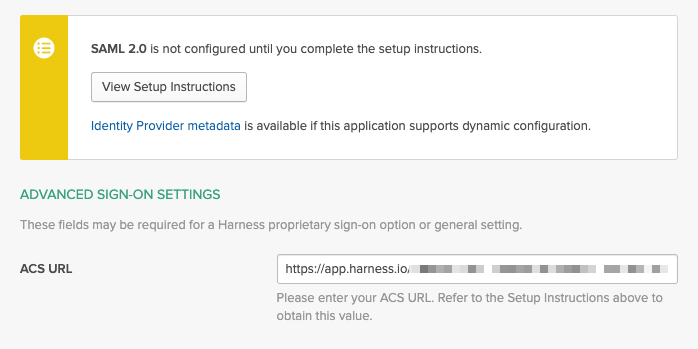 SAML 2.0 is not configured until you complete the setup instructions.
View Setup Instructions
Identity Provider metadata is available if this application supports dynamic configuration.
ADVANCED SIGN-ON SETTINGS
These fields may be required for a Harness proprietary sign-on option or general setting.
ACS URL
https://app.harness.io/
Please enter your ACS URL. Refer to the Setup Instructions above to
obtain this value.